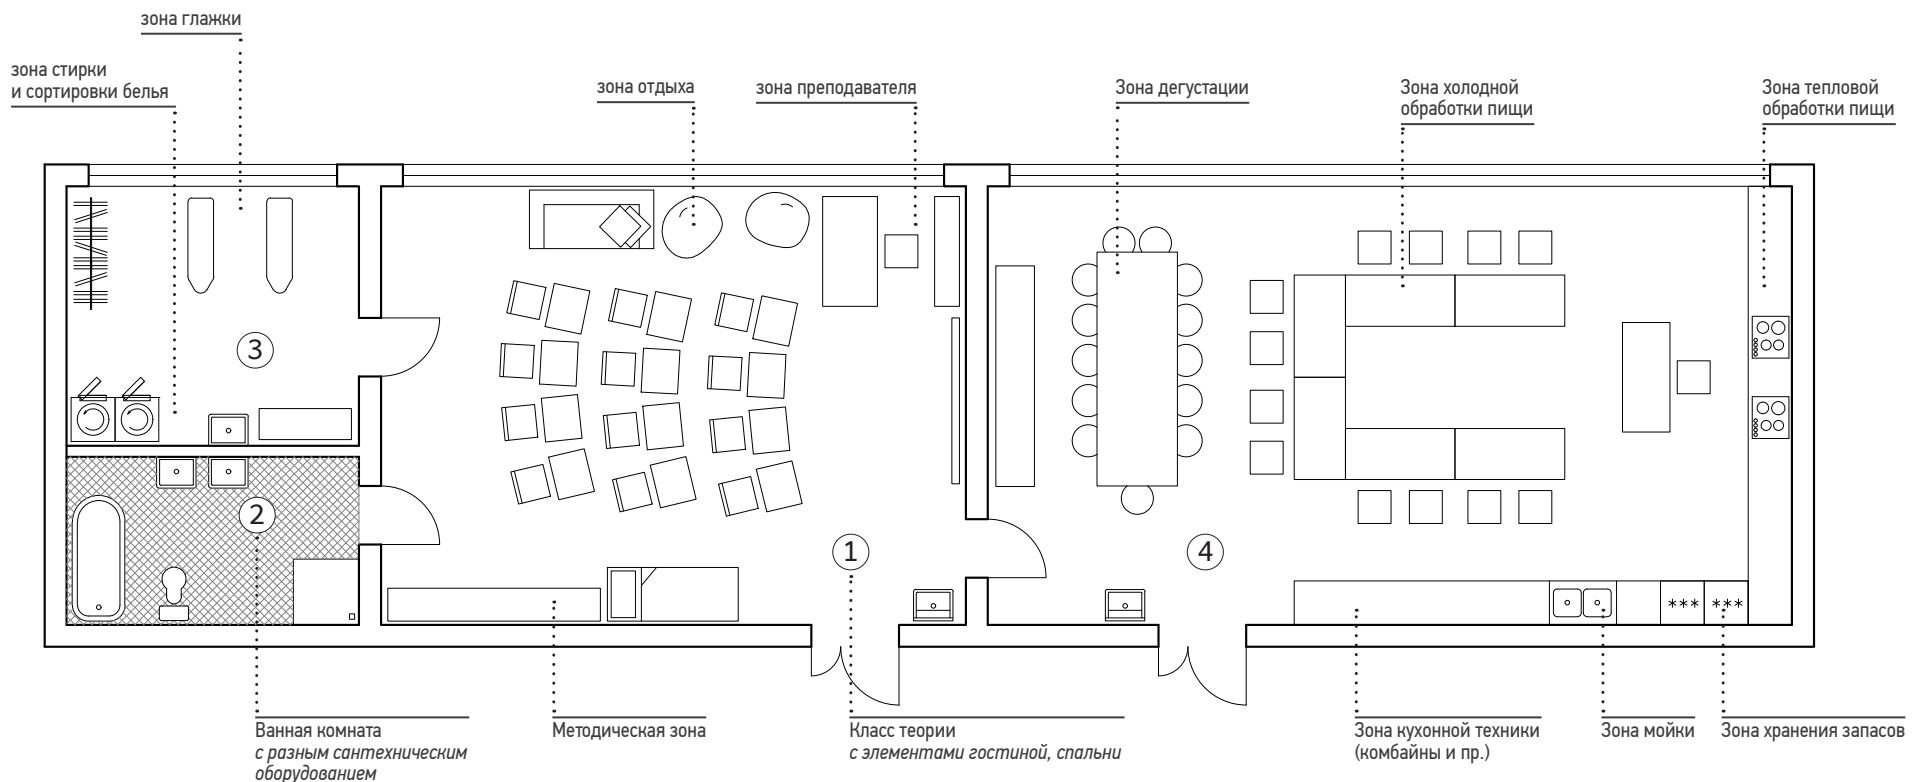 зона глажки
зона стирки
и сортировки белья
зона отдыха
зона преподавателя
Зона дегустации
Зона холодной
обработки пищи
Зона тепловой
обработки пищи
3
2
1
4
***
***
Ванная комната
с разным сантехническим
оборудованием
Методическая зона
Класс теории
с элементами гостиной, спальни
Зона кухонной техники
(комбайны и пр.)
Зона мойки
Зона хранения запасов